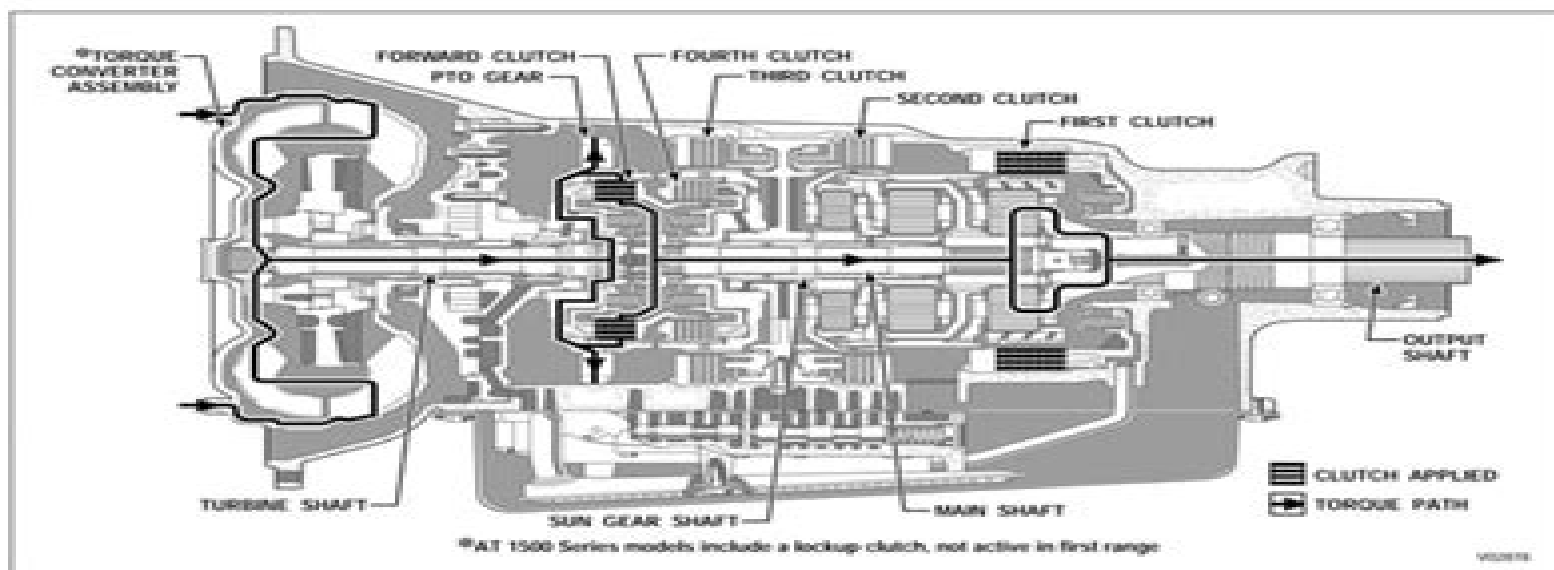 *TORQUE
CONVERTER
ASSEMBLY
FORWARD CLUTCH
PTO GEAR
FOURTH CLUTCH
THIRD CLUTCH
SECOND CLUTCH
FIRST CLUTCH
OUTPUT
SHAFT
TURBINE SHAFT
SUN GEAR SHAFT
MAIN SHAFT
CLUTCH APPLIED
TORQUE PATH
*AT 1500 Series models include a lockup clutch, not active in first range